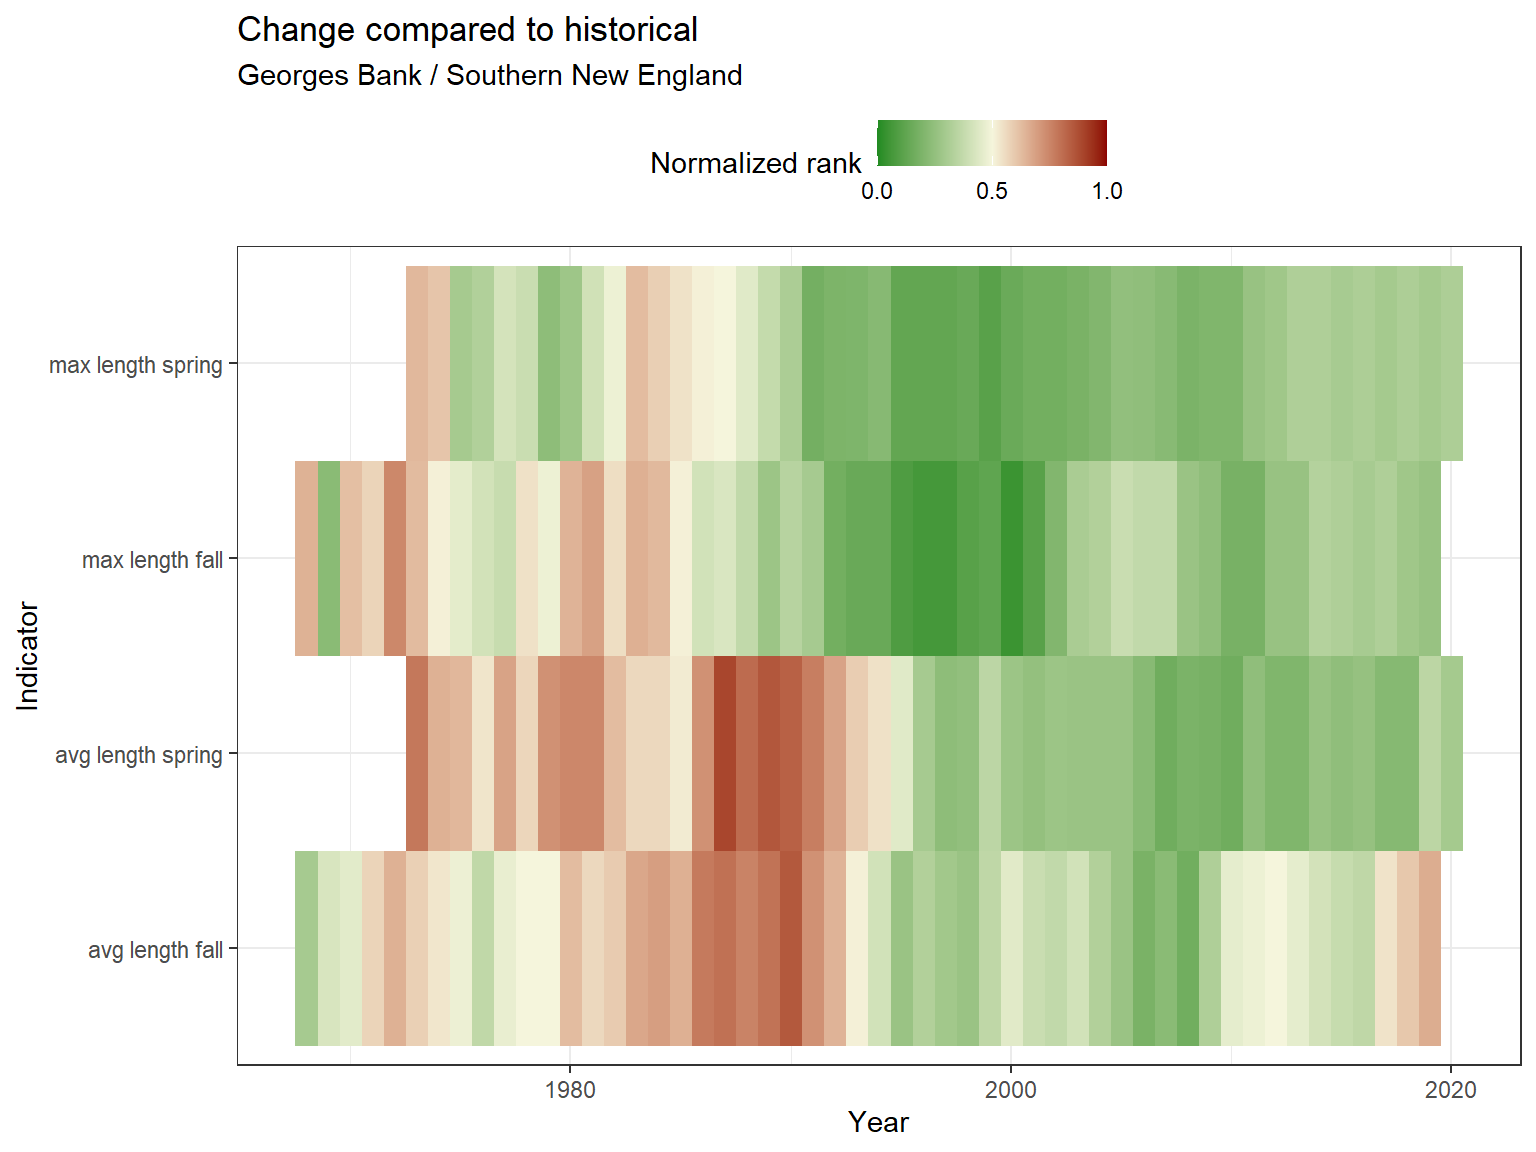 Change compared to historical
Georges Bank / Southern New England
Normalized rank
0.0 0.5 1.0
max length spring
max length fall
avg length spring
avg length fall
Indicator
1980 2000 2020
Year